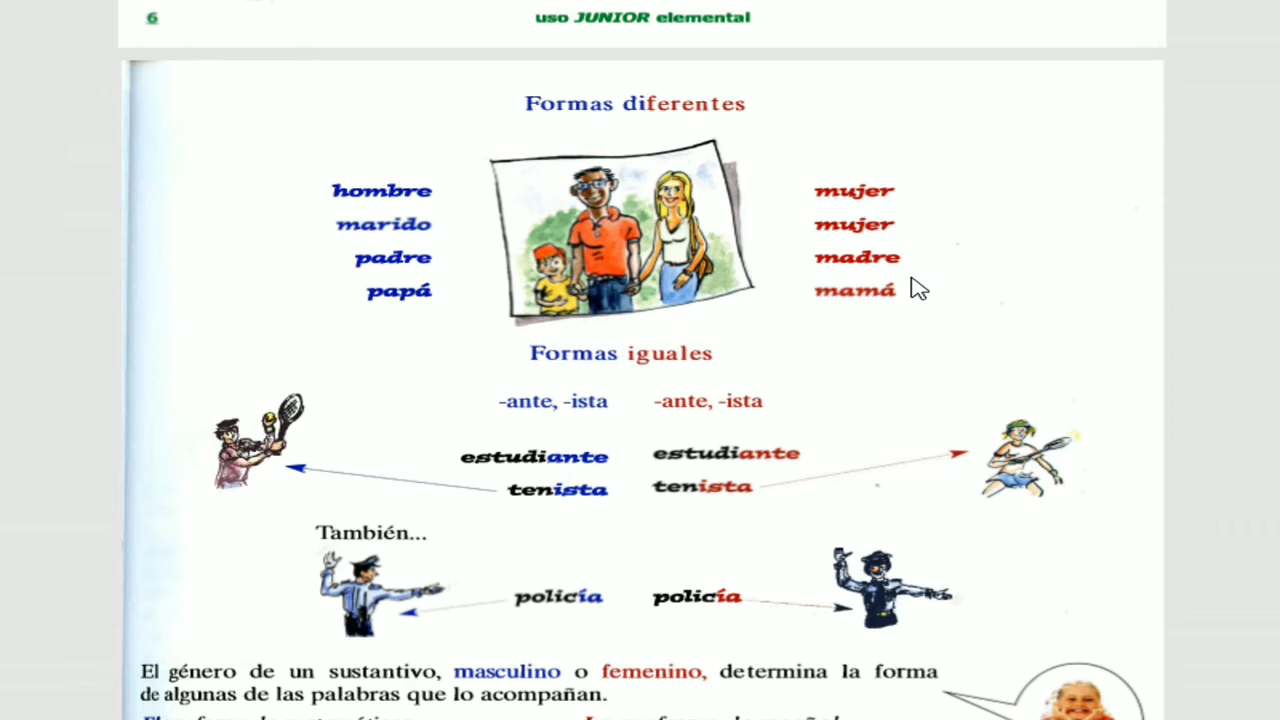 6
uso JUNIOR elemental
Formas diferentes
hombre mujer
marido mujer
padre madre
papá mamá
Formas iguales
-ante, -ista -ante, -ista
estudiante estudiante
tenista tenista
También...
policía policía
El género de un sustantivo, masculino o femenino, determina la forma
de algunas de las palabras que lo acompañan.